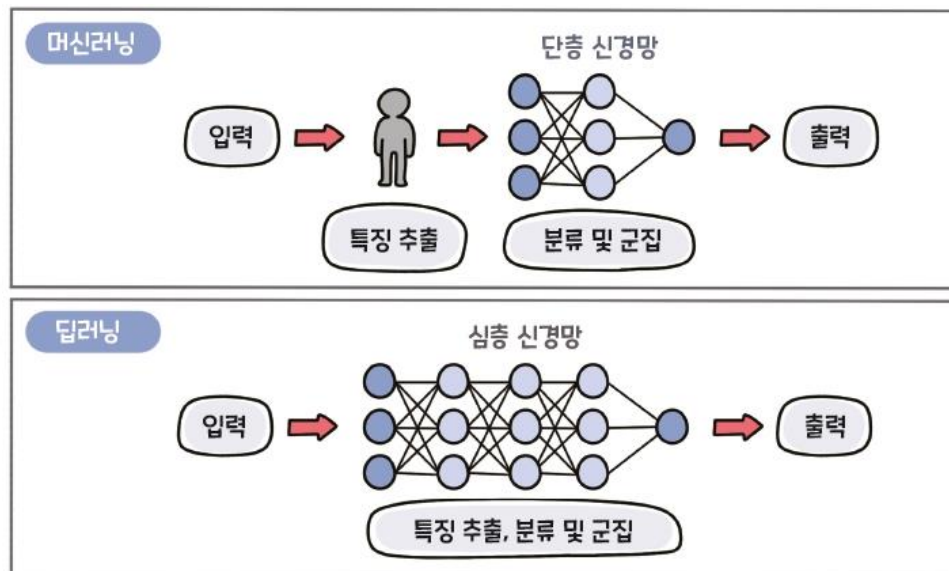 머신러닝
단층 신경망
입력
출력
특징 추출
분류 및 군집
딥러닝
심층 신경망
입력
출력
특징 추출, 분류 및 군집